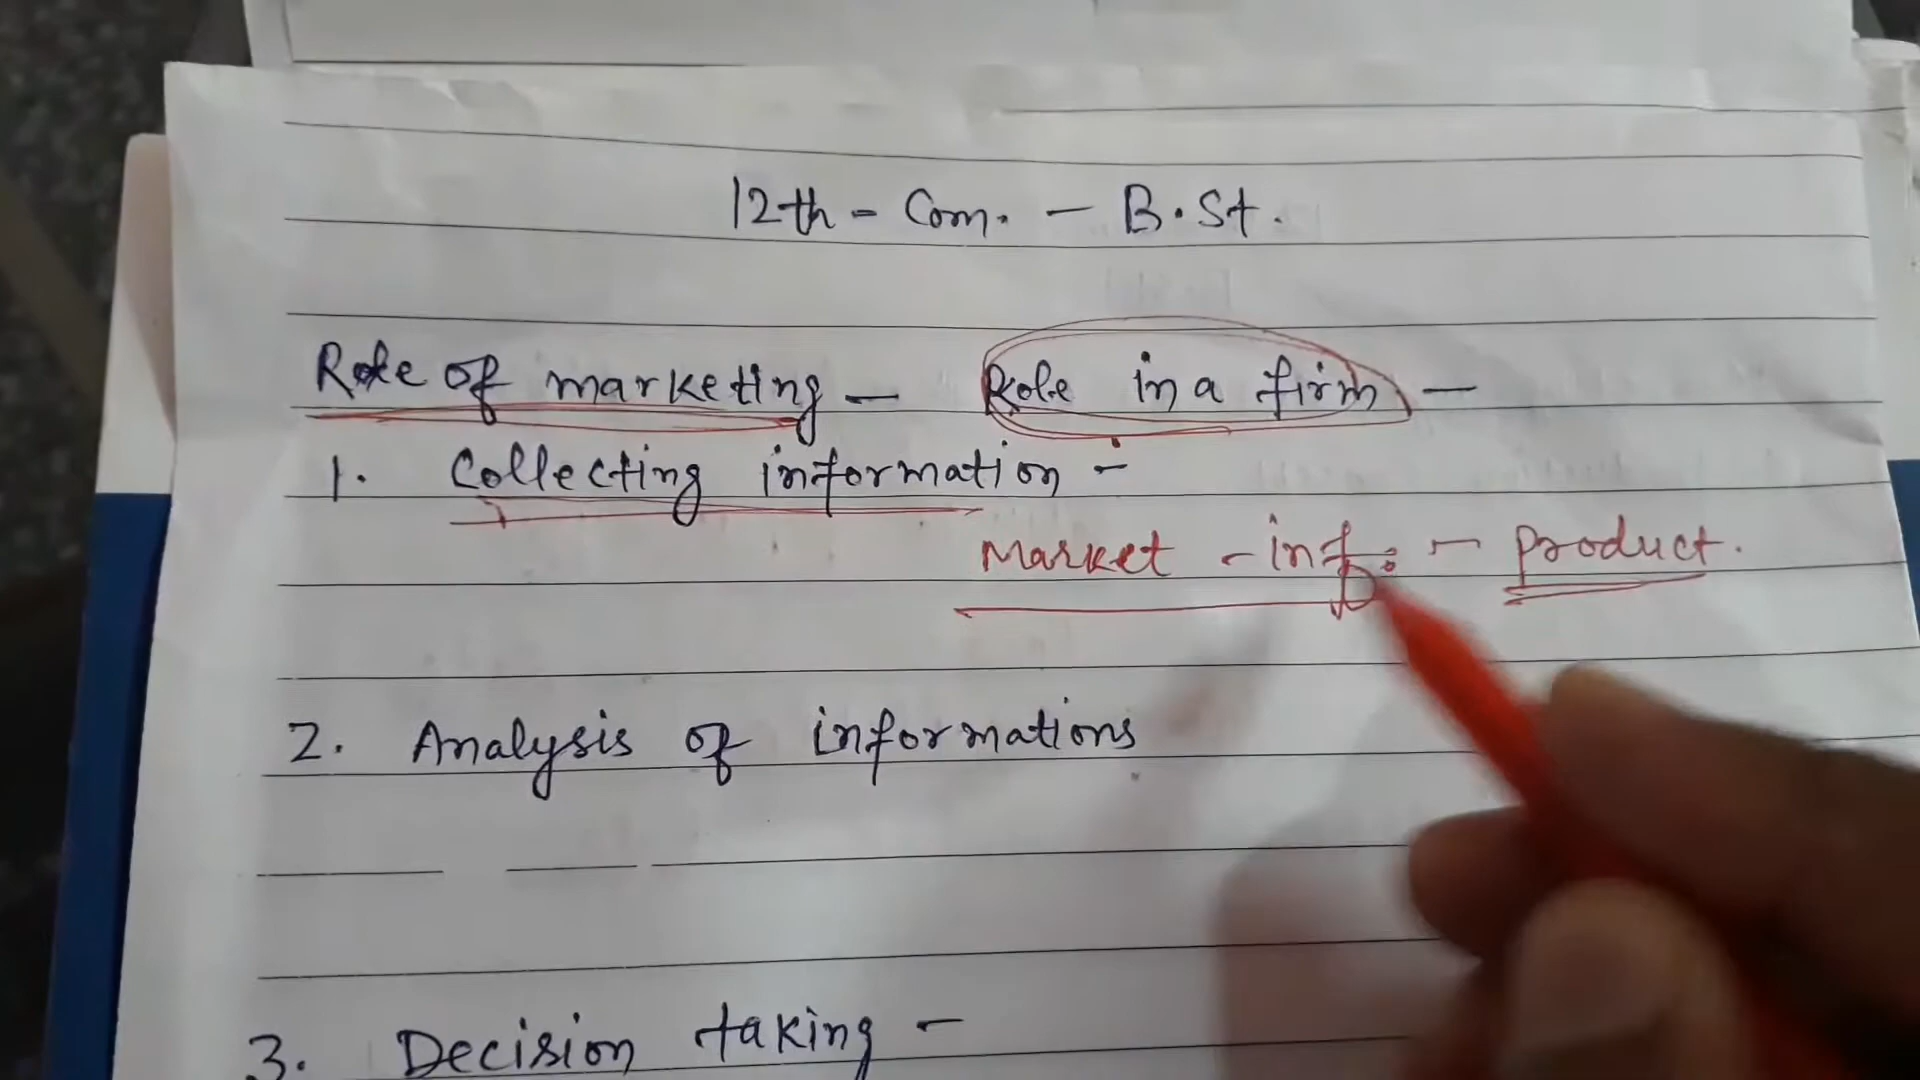 12th - Com. - B.St.
Role of marketing - Role in a firm -
1. Collecting information -
Market - inf. - Product.
2. Analysis of informations
3. Decision taking -